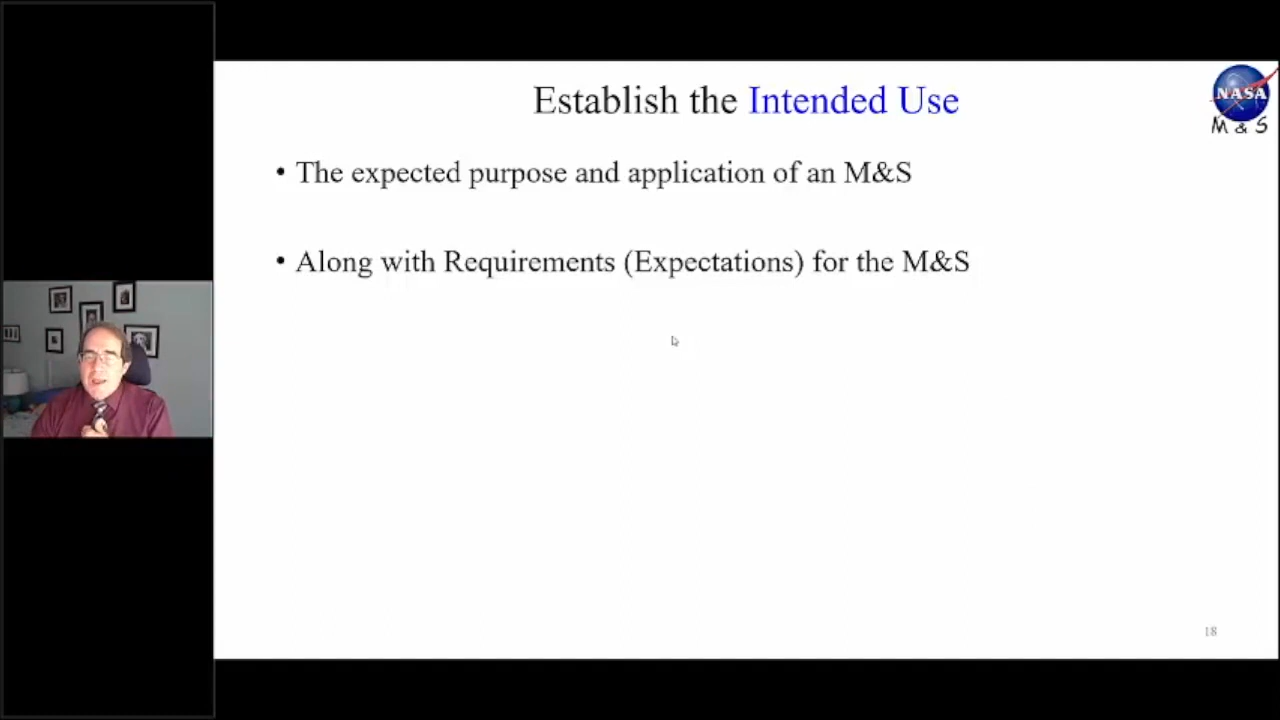 Establish the Intended Use
NASA
M & S
• The expected purpose and application of an M&S
• Along with Requirements (Expectations) for the M&S
18